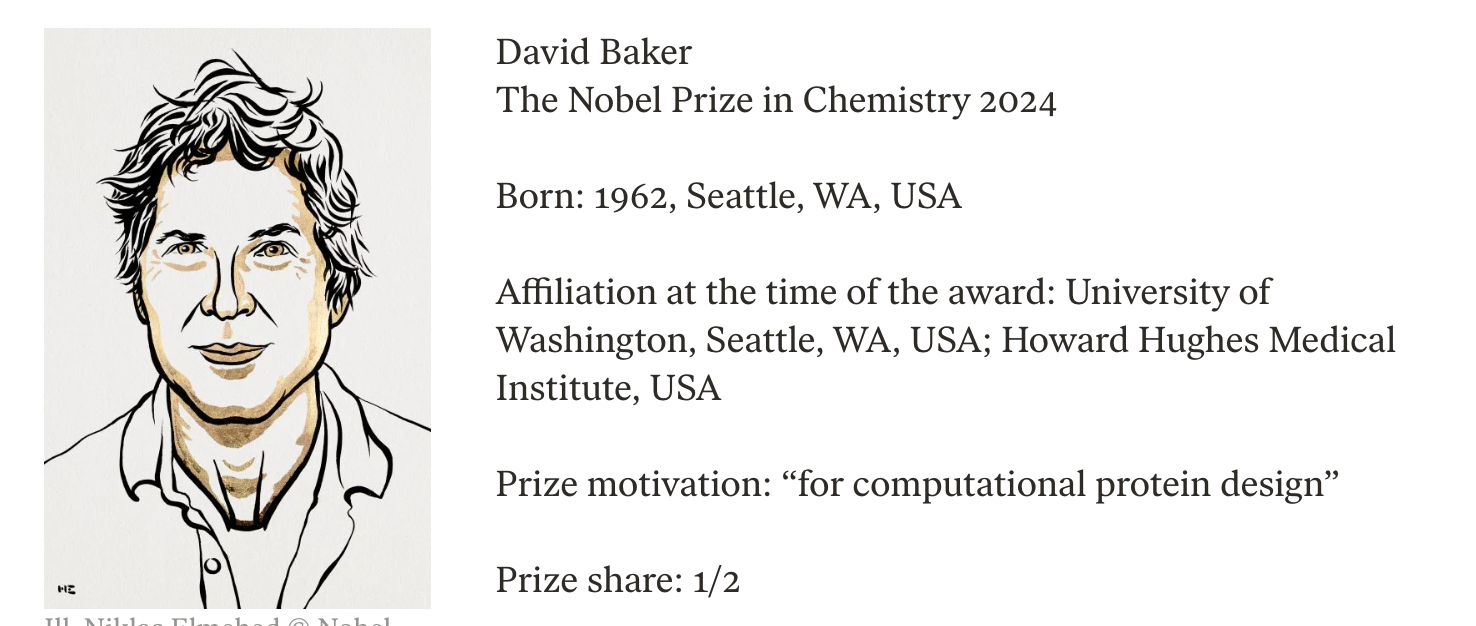 David Baker
The Nobel Prize in Chemistry 2024
Born: 1962, Seattle, WA, USA
Affiliation at the time of the award: University of
Washington, Seattle, WA, USA; Howard Hughes Medical
Institute, USA
Prize motivation: “for computational protein design”
Prize share: 1/2
Ill. Niklas Elmehed © Nobel